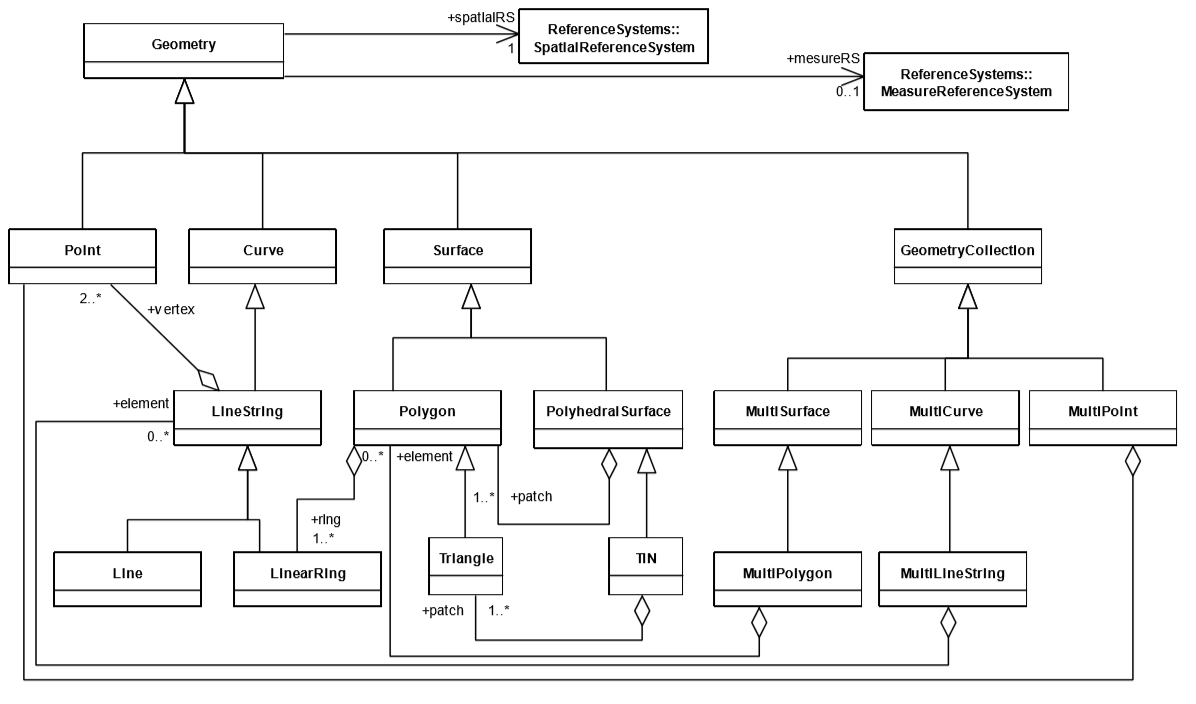 +spatialRS
ReferenceSystems::
SpatialReferenceSystem
1
Geometry
+mesureRS
ReferenceSystems::
MeasureReferenceSystem
0..1
Point
Curve
Surface
GeometryCollection
2..*
+vertex
+element
0..*
LineString
Polygon
PolyhedralSurface
MultiSurface
MultiCurve
MultiPoint
0..*
+element
1..*
+patch
+ring
1..*
Line
LinearRing
Triangle
TIN
MultiPolygon
MultiLineString
+patch
1..*